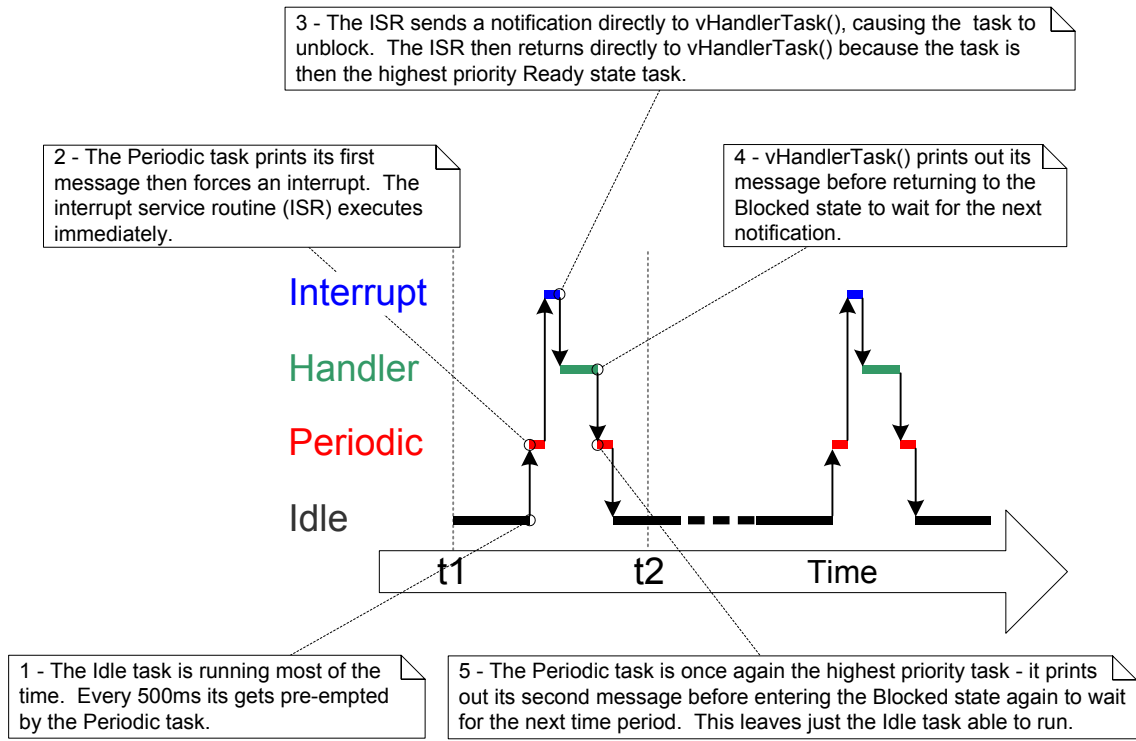 3 - The ISR sends a notification directly to vHandlerTask(), causing the task to
unblock. The ISR then returns directly to vHandlerTask() because the task is
then the highest priority Ready state task.
2 - The Periodic task prints its first
message then forces an interrupt. The
interrupt service routine (ISR) executes
immediately.
4 - vHandlerTask() prints out its
message before returning to the
Blocked state to wait for the next
notification.
Interrupt
Handler
Periodic
Idle
t1
t2
Time
1 - The Idle task is running most of the
time. Every 500ms its gets pre-empted
by the Periodic task.
5 - The Periodic task is once again the highest priority task - it prints
out its second message before entering the Blocked state again to wait
for the next time period. This leaves just the Idle task able to run.